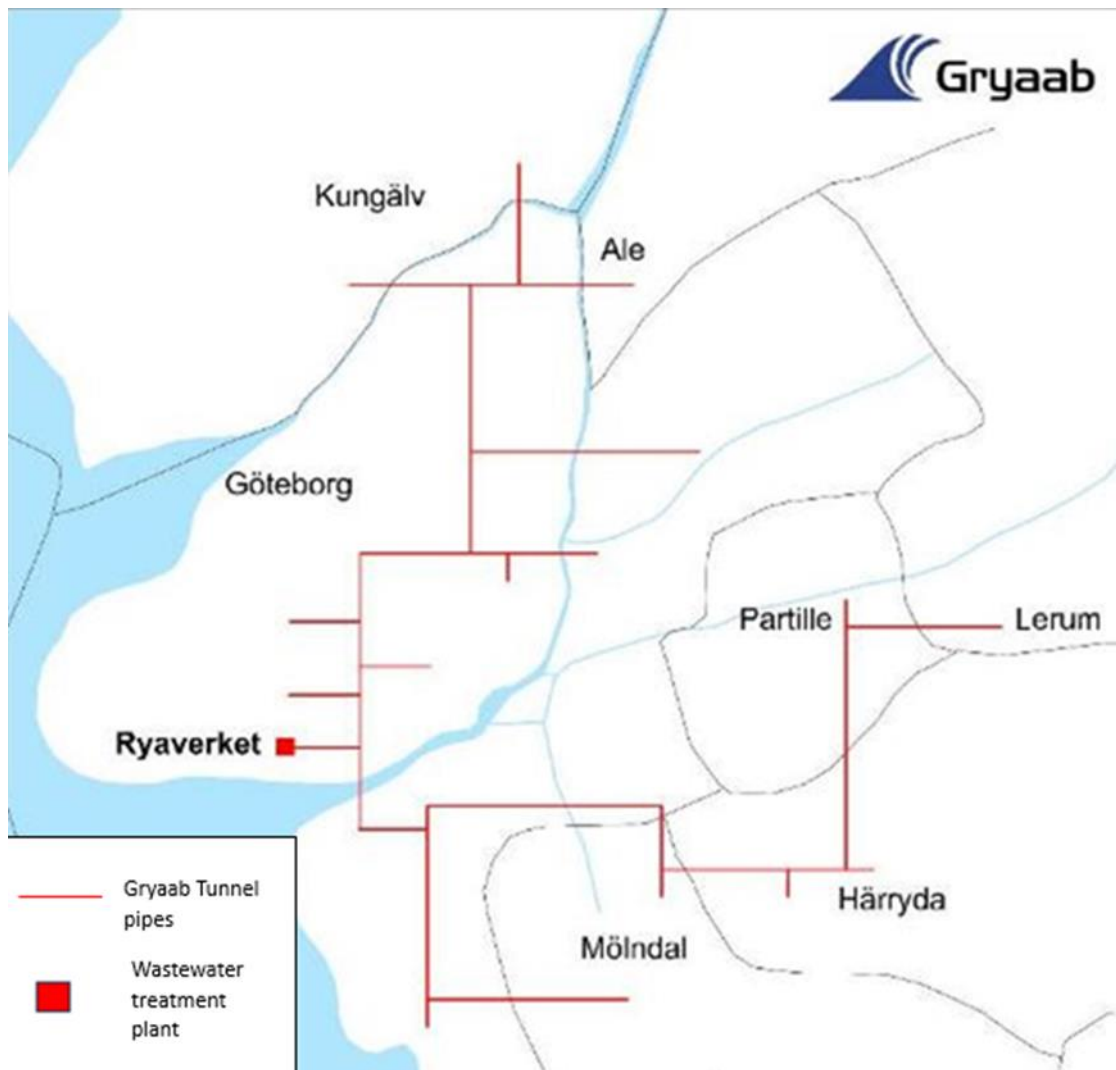 Gryaab
Kungälv
Ale
Göteborg
Partille
Lerum
Ryaverket
Härryda
Mölndal
Gryaab Tunnel
pipes
Wastewater
treatment
plant